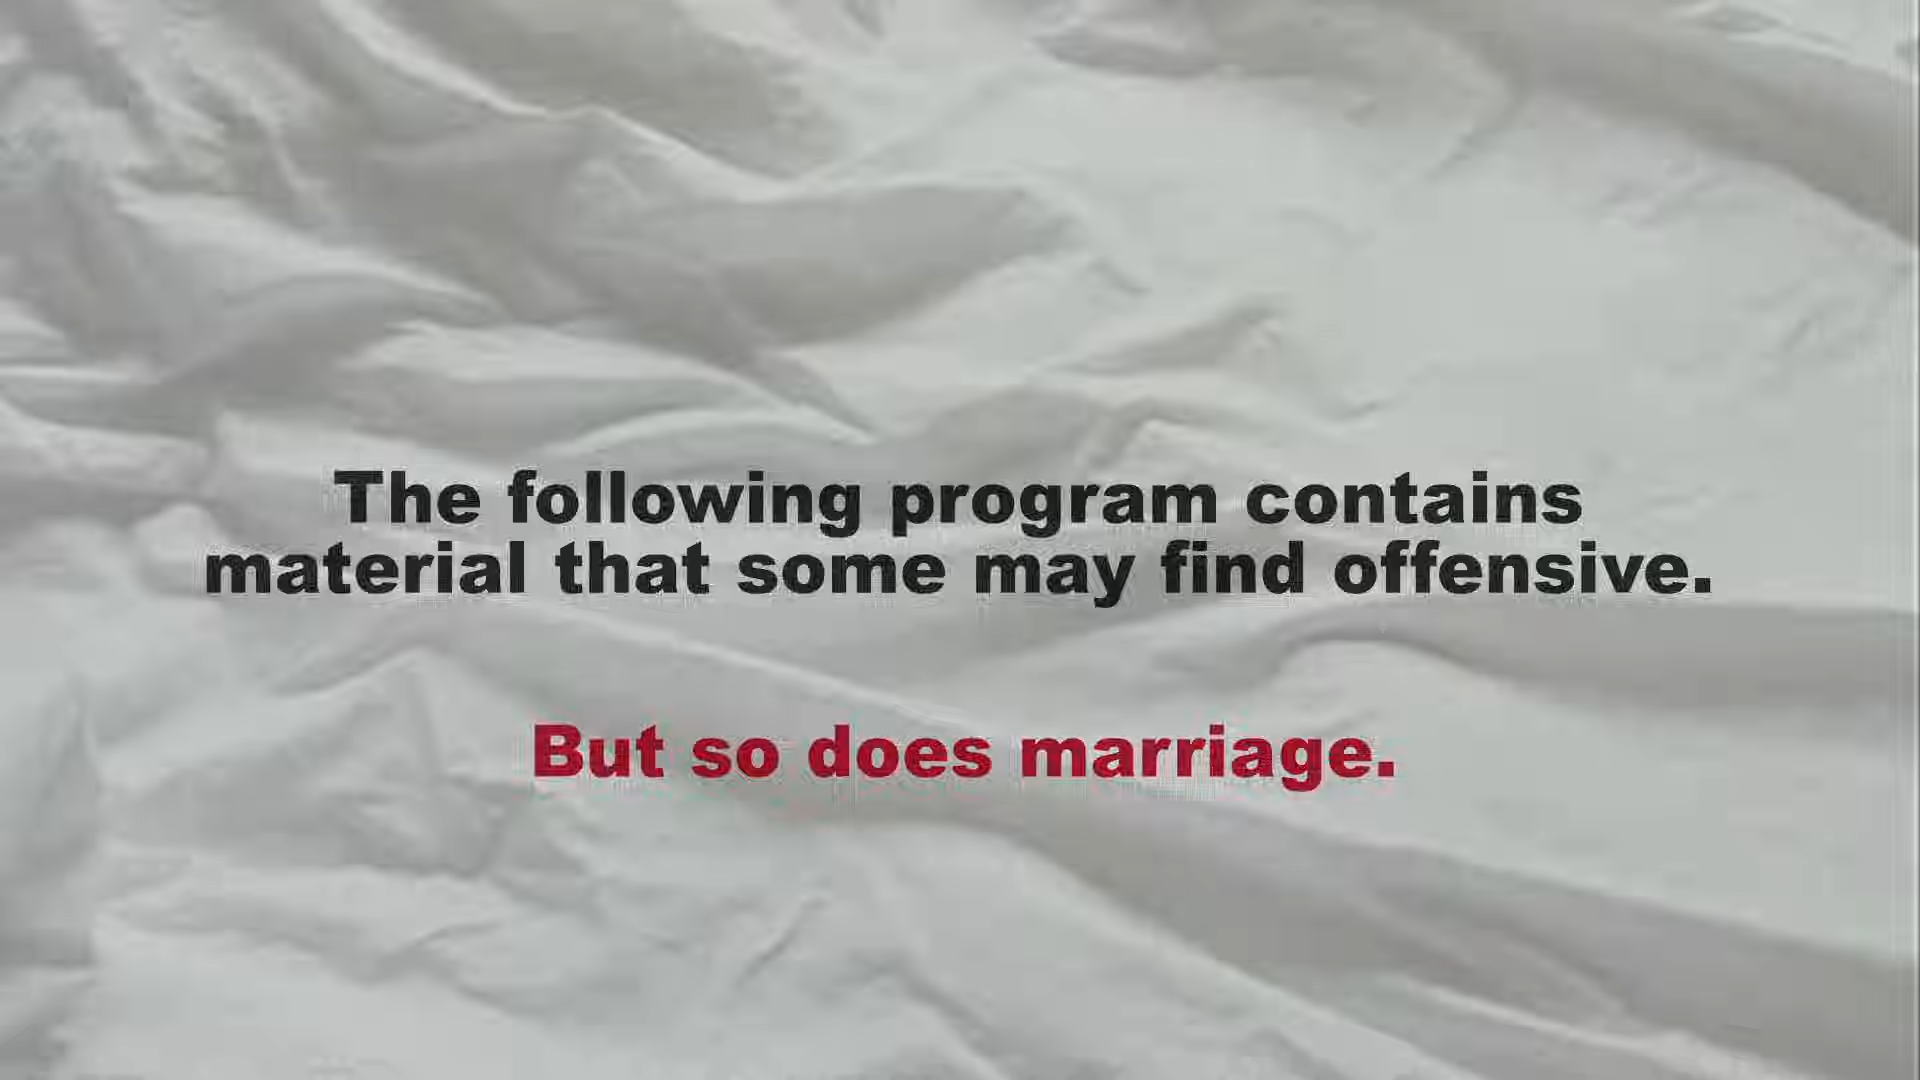 The following program contains
material that some may find offensive.
But so does marriage.